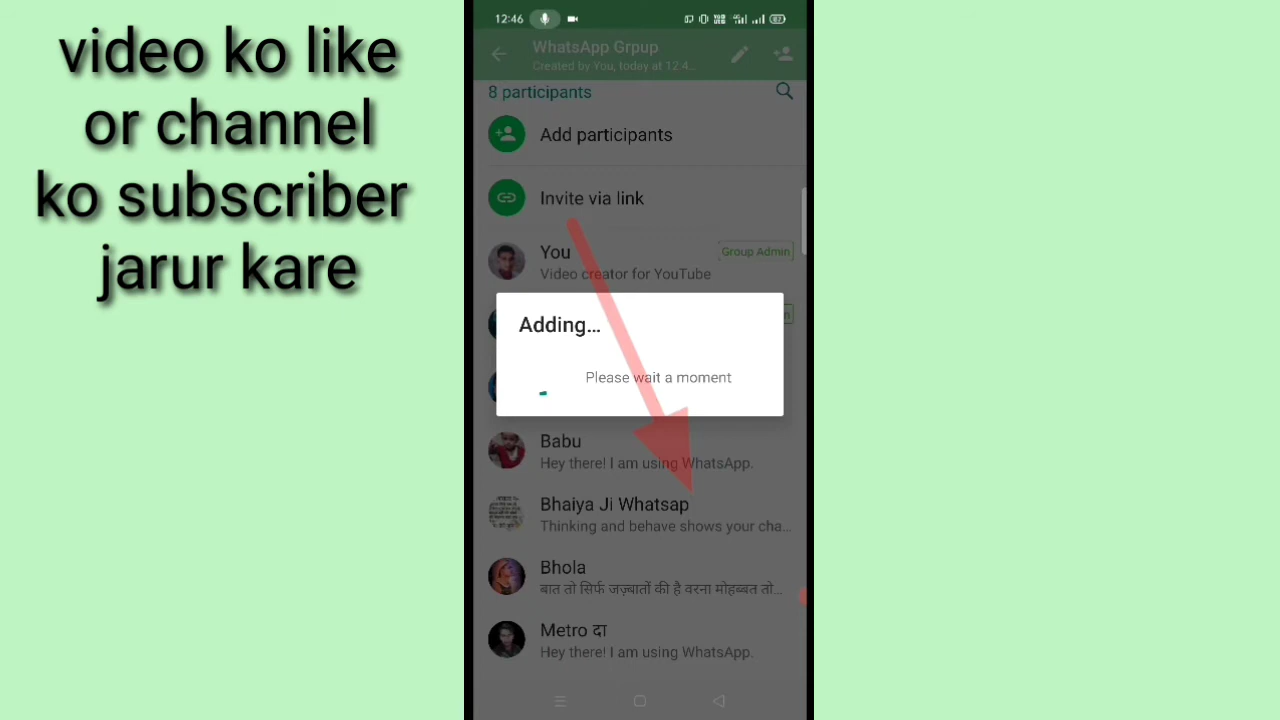 video ko like
or channel
ko subscriber
jarur kare
12:46
WhatsApp Grpup
Created by You, today at 12:4...
8 participants
Add participants
Invite via link
You
Group Admin
Video creator for YouTube
Adding...
Please wait a moment
Babu
Hey there! I am using WhatsApp.
Bhaiya Ji Whatsap
Thinking and behave shows your cha...
Bhola
बात तो सिर्फ जज़्बातों की है वरना मोहब्बत तो...
Metro दा
Hey there! I am using WhatsApp.